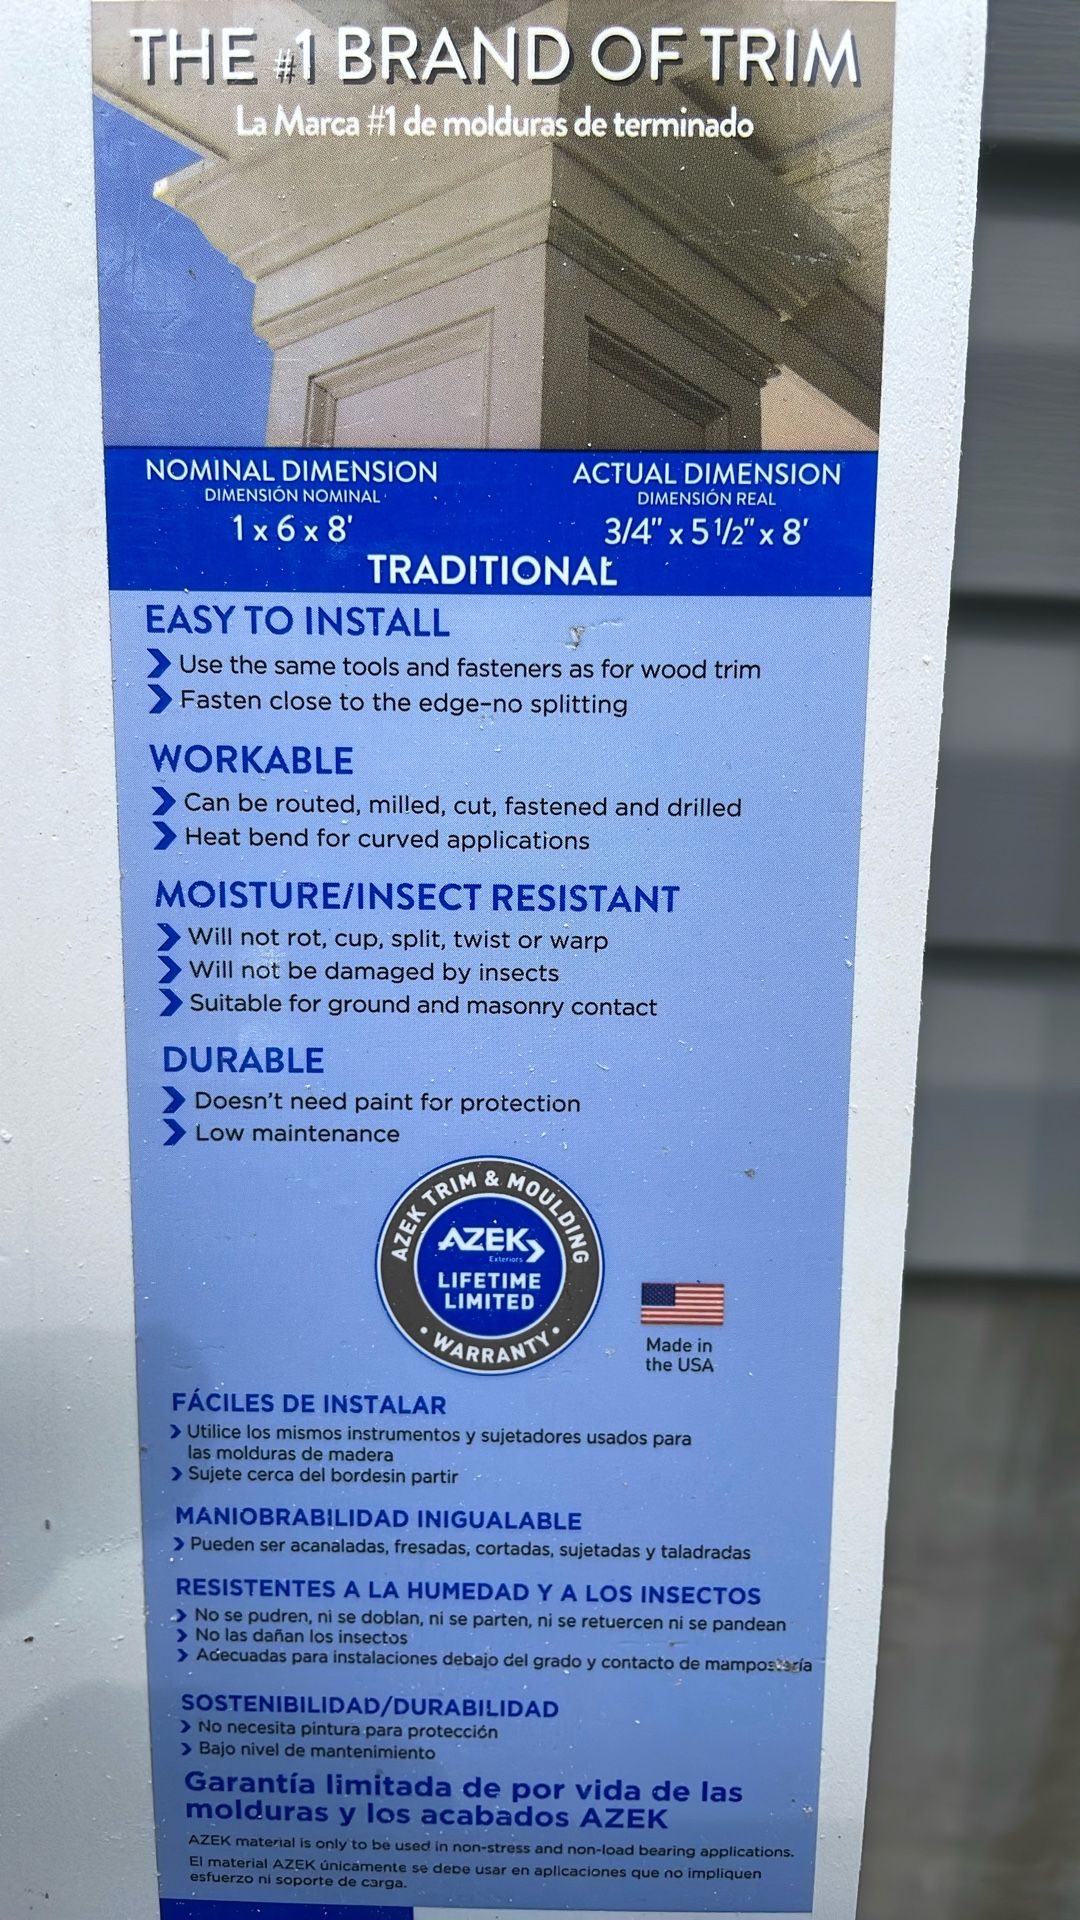 THE #1 BRAND OF TRIM
La Marca #1 de molduras de terminado
NOMINAL DIMENSION
DIMENSIÓN NOMINAL
1 x 6 x 8'
ACTUAL DIMENSION
DIMENSIÓN REAL
3/4" x 5 1/2" x 8'
TRADITIONAL
EASY TO INSTALL
Use the same tools and fasteners as for wood trim
Fasten close to the edge–no splitting
WORKABLE
Can be routed, milled, cut, fastened and drilled
Heat bend for curved applications
MOISTURE/INSECT RESISTANT
Will not rot, cup, split, twist or warp
Will not be damaged by insects
Suitable for ground and masonry contact
DURABLE
Doesn't need paint for protection
Low maintenance
AZEK TRIM & MOULDING
AZEK
Exteriors
LIFETIME
LIMITED
• WARRANTY •
Made in
the USA
FÁCILES DE INSTALAR
Utilice los mismos instrumentos y sujetadores usados para
las molduras de madera
Sujete cerca del bordesin partir
MANIOBRABILIDAD INIGUALABLE
Pueden ser acanaladas, fresadas, cortadas, sujetadas y taladradas
RESISTENTES A LA HUMEDAD Y A LOS INSECTOS
No se pudren, ni se doblan, ni se parten, ni se retuercen ni se pandean
No las dañan los insectos
Adecuadas para instalaciones debajo del grado y contacto de mampostería
SOSTENIBILIDAD/DURABILIDAD
No necesita pintura para protección
Bajo nivel de mantenimiento
Garantía limitada de por vida de las
molduras y los acabados AZEK
AZEK material is only to be used in non-stress and non-load bearing applications.
El material AZEK únicamente se debe usar en aplicaciones que no impliquen
esfuerzo ni soporte de carga.